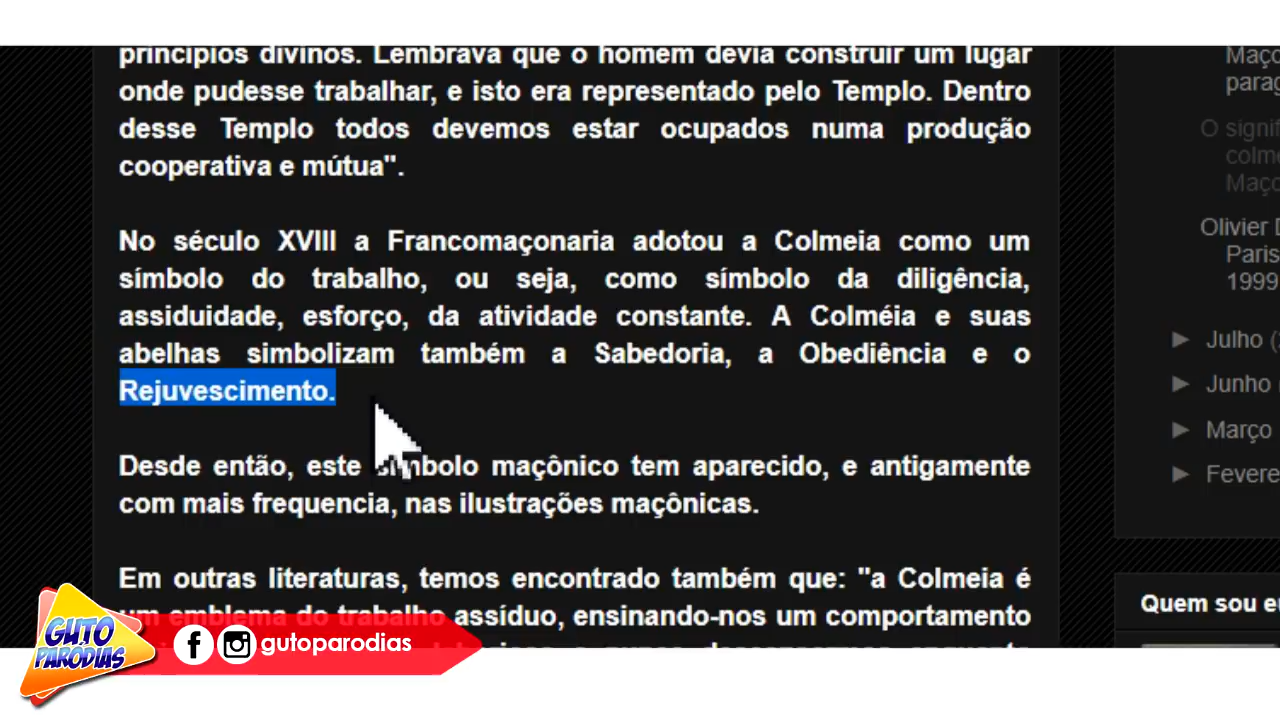 princípios divinos. Lembrava que o homem devia construir um lugar
onde pudesse trabalhar, e isto era representado pelo Templo. Dentro
desse Templo todos devemos estar ocupados numa produção
cooperativa e mútua".
No século XVIII a Francomaçonaria adotou a Colmeia como um
símbolo do trabalho, ou seja, como símbolo da diligência,
assiduidade, esforço, da atividade constante. A Colméia e suas
abelhas simbolizam também a Sabedoria, a Obediência e o
Rejuvescimento.
Desde então, este símbolo maçônico tem aparecido, e antigamente
com mais frequencia, nas ilustrações maçônicas.
Em outras literaturas, temos encontrado também que: "a Colmeia é
um emblema do trabalho assíduo, ensinando-nos um comportamento
Maço
parag
O signif
colme
Maço
Olivier D
Paris
1999
► Julho (
► Junho
► Março
► Fevere
Quem sou eu
GUTO
PARODIAS
gutoparodias